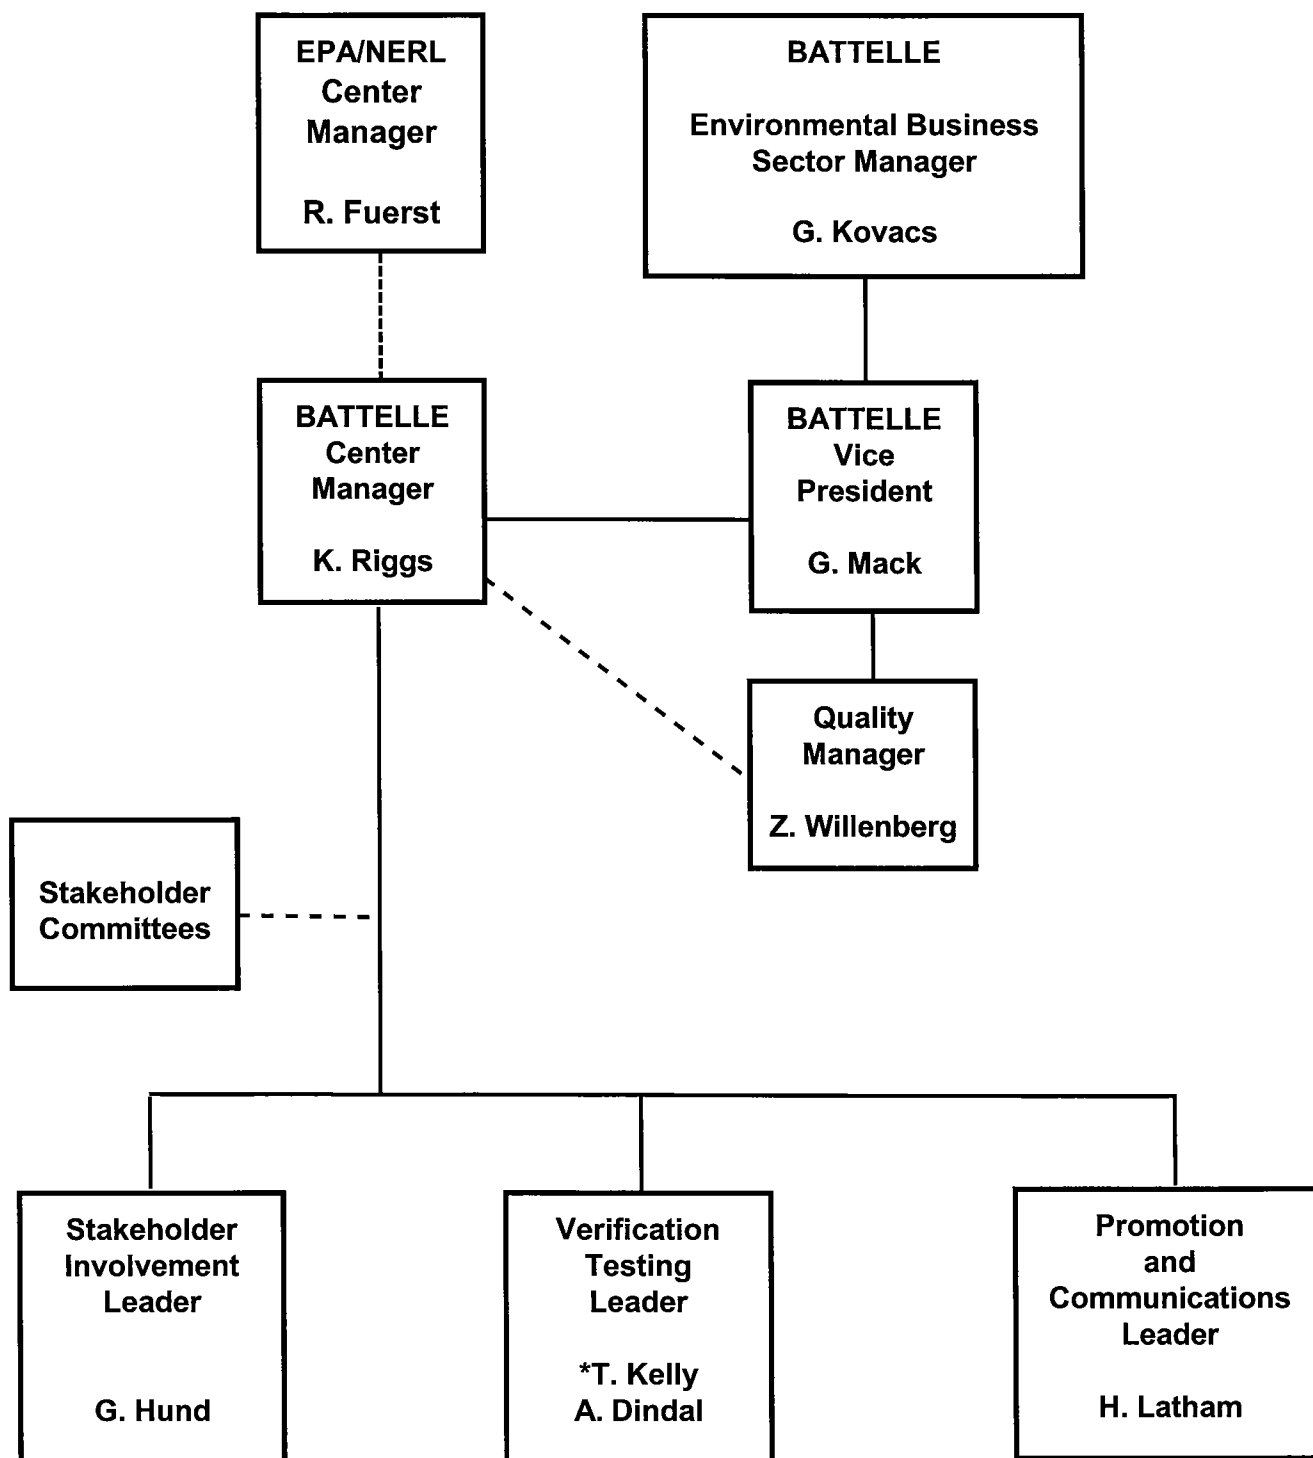 EPA/NERL
Center
Manager
R. Fuerst
BATTELLE
Environmental Business
Sector Manager
G. Kovacs
BATTELLE
Center
Manager
K. Riggs
BATTELLE
Vice
President
G. Mack
Quality
Manager
Z. Willenberg
Stakeholder
Committees
Stakeholder
Involvement
Leader
G. Hund
Verification
Testing
Leader
*T. Kelly
A. Dindal
Promotion
and
Communications
Leader
H. Latham